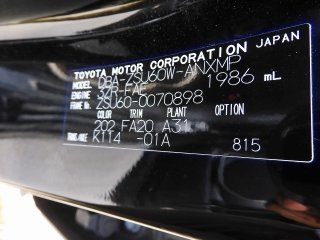 TOYOTA MOTOR CORPORATION JAPAN
MODEL DBA-ZSU60W-ANXMP
ENGINE 3ZR-FAE 1986 mL
FRAME No. ZSU60-0070898
COLOR TRIM PLANT OPTION
202 FA20 A31
TRANS./AXLE K114 -01A 815